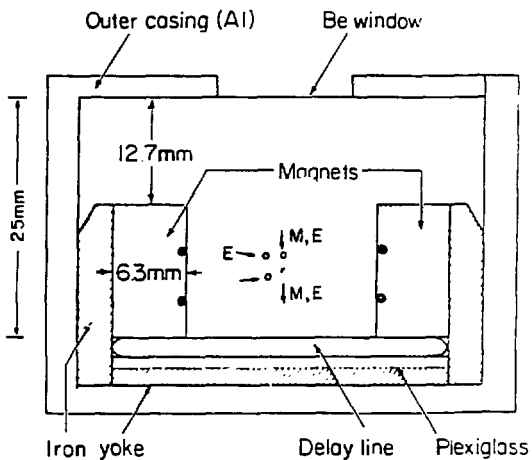 Outer casing (Al)
Be window
25mm
12.7mm
Magnets
6.3mm
E
M,E
M,E
Iron yoke
Delay line
Plexiglass